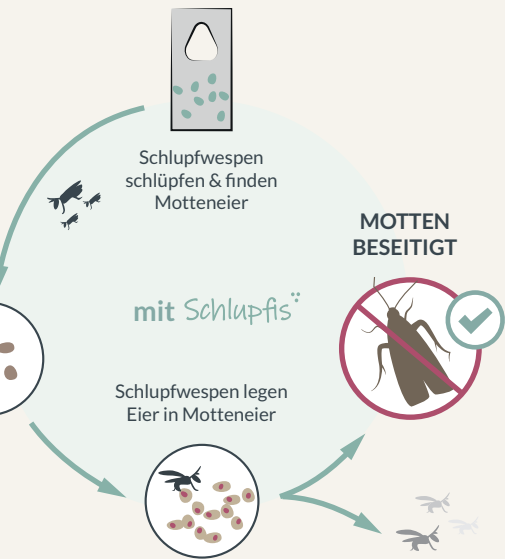 Schlupfwespen
schlüpfen & finden
Motteneier
MOTTEN
BESEITIGT
mit Schlupfis
Schlupfwespen legen
Eier in Motteneier